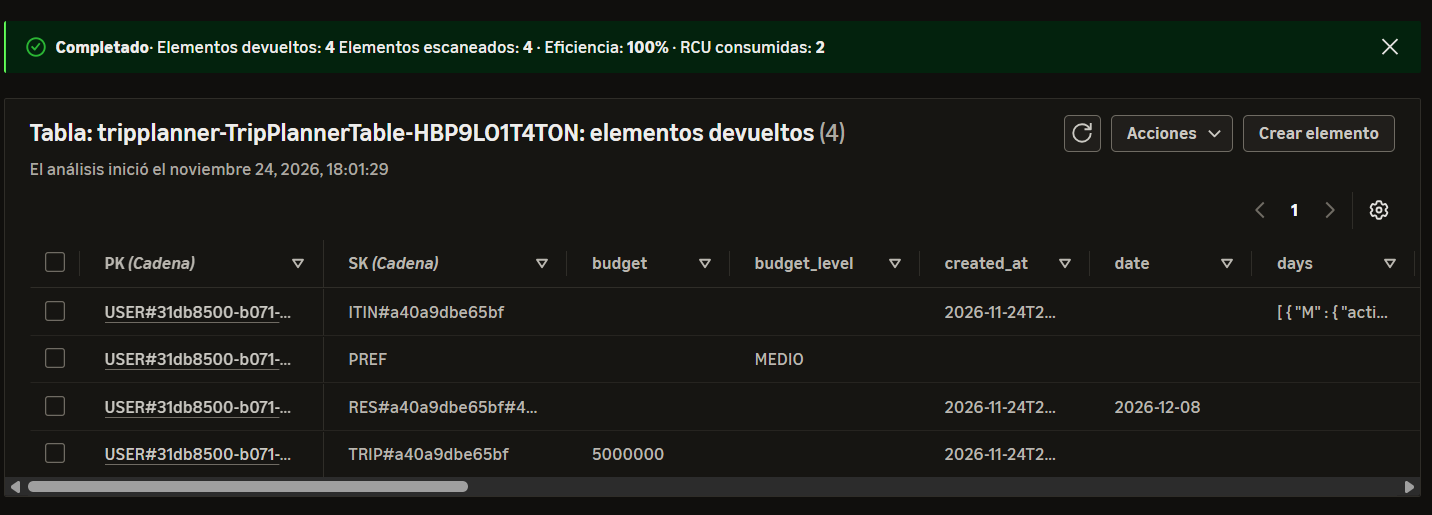 Completado· Elementos devueltos: 4 Elementos escaneados: 4 · Eficiencia: 100% · RCU consumidas: 2
Tabla: tripplanner-TripPlannerTable-HBP9LO1T4TON: elementos devueltos (4)
Acciones
Crear elemento
El análisis inició el noviembre 24, 2026, 18:01:29
1
PK (Cadena) SK (Cadena) budget budget_level created_at date days
USER#31db8500-b071-... ITIN#a40a9dbe65bf 2026-11-24T2... [ { "M" : { "acti...
USER#31db8500-b071-... PREF MEDIO
USER#31db8500-b071-... RES#a40a9dbe65bf#4... 2026-11-24T2... 2026-12-08
USER#31db8500-b071-... TRIP#a40a9dbe65bf 5000000 2026-11-24T2...